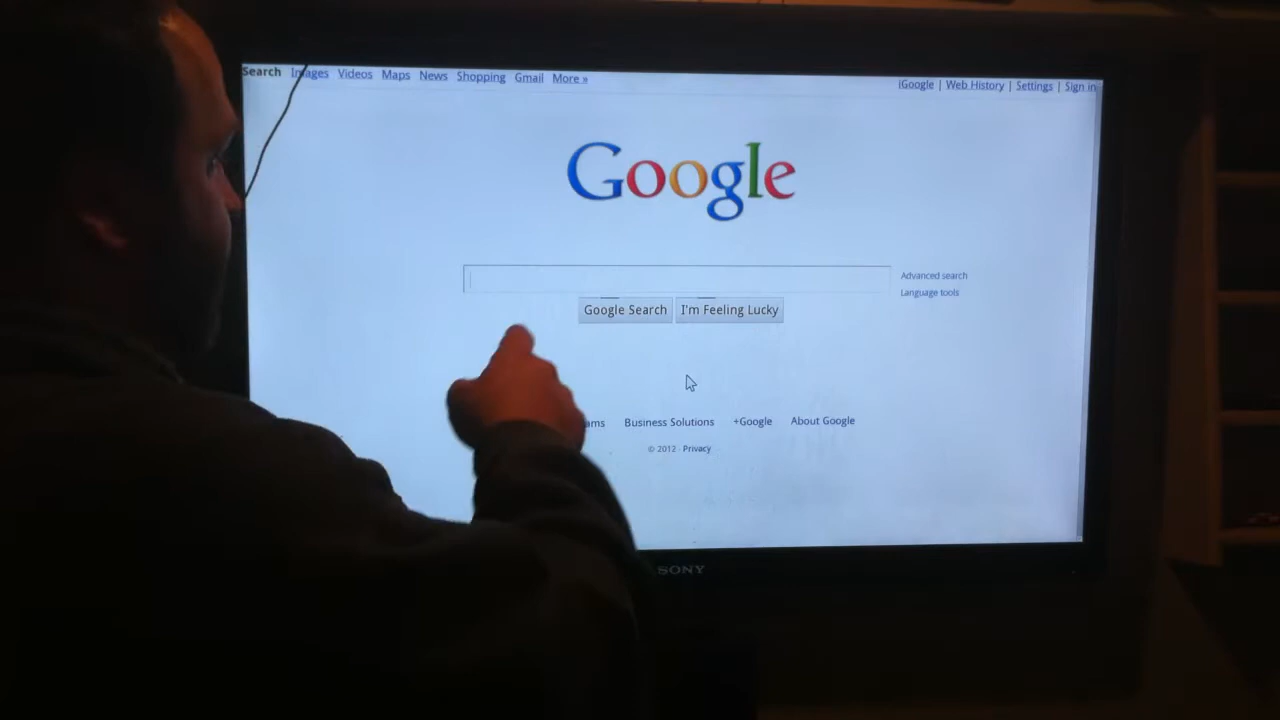 Search Images Videos Maps News Shopping Gmail More »
iGoogle | Web History | Settings | Sign in
Google
Advanced search
Language tools
Google Search I'm Feeling Lucky
Business Solutions +Google About Google
© 2012 - Privacy
SONY